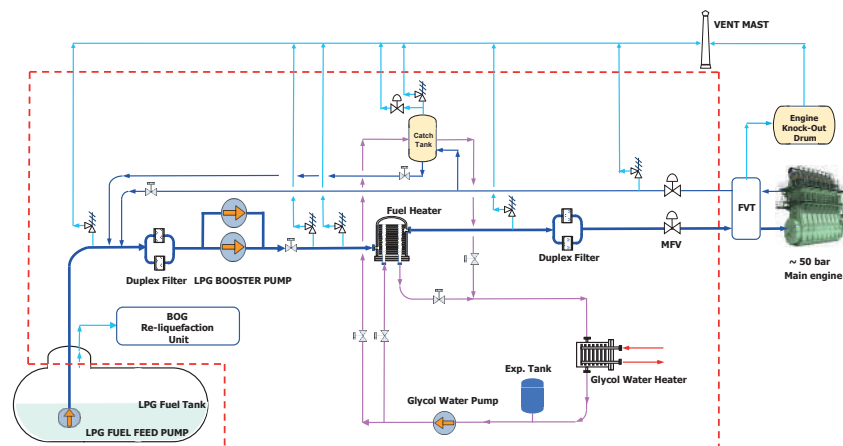 VENT MAST
Engine
Knock-Out
Drum
Catch
Tank
Fuel Heater
FVT
MFV
Duplex Filter
LPG BOOSTER PUMP
Duplex Filter
~ 50 bar
Main engine
BOG
Re-liquefaction
Unit
Exp. Tank
Glycol Water Heater
LPG Fuel Tank
Glycol Water Pump
LPG FUEL FEED PUMP